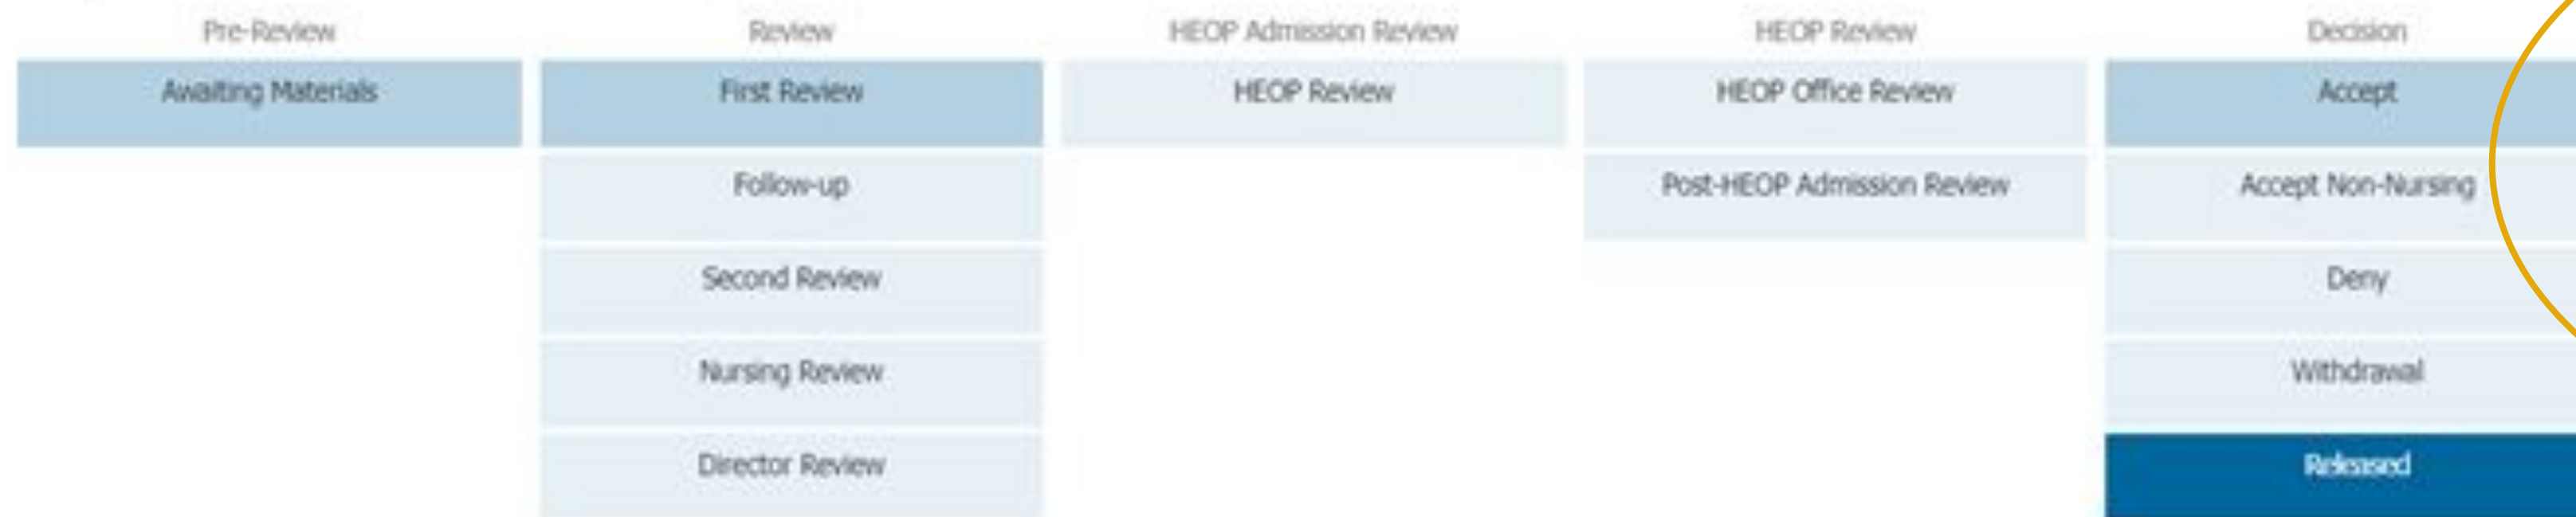 Pre-Review Review HEOP Admission Review HEOP Review Decision
Awaiting Materials First Review HEOP Review HEOP Office Review Accept
Follow-up Post-HEOP Admission Review Accept Non-Nursing
Second Review Deny
Nursing Review Withdrawal
Director Review Released